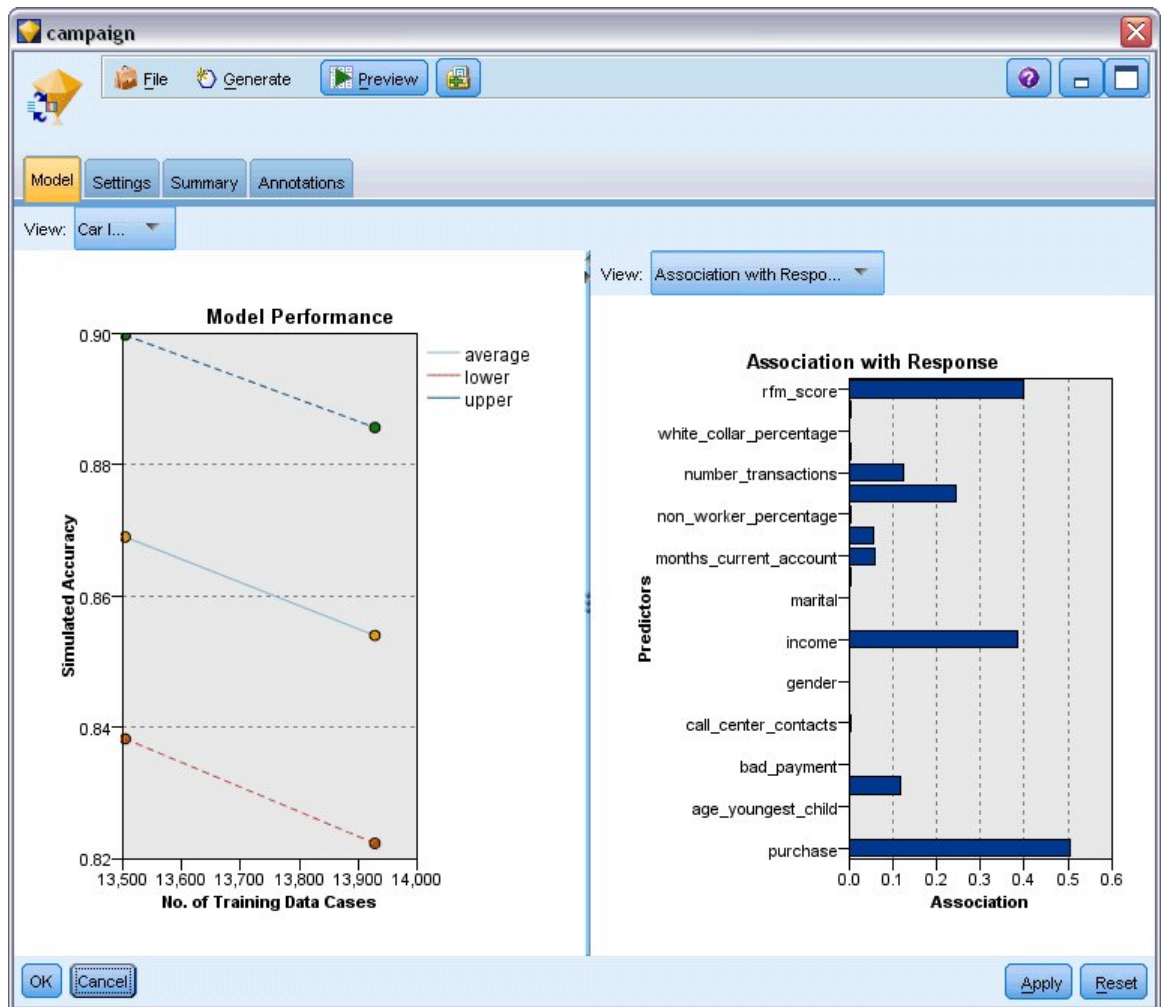 campaign
File Generate Preview
Model Settings Summary Annotations
View: Car l...
Model Performance
0.90
0.88
0.86
0.84
0.82
Simulated Accuracy
13,500 13,600 13,700 13,800 13,900 14,000
No. of Training Data Cases
average
lower
upper
View: Association with Respo...
Association with Response
Predictors
rfm_score
white_collar_percentage
number_transactions
non_worker_percentage
months_current_account
marital
income
gender
call_center_contacts
bad_payment
age_youngest_child
purchase
0.0 0.1 0.2 0.3 0.4 0.5 0.6
Association
OK Cancel Apply Reset